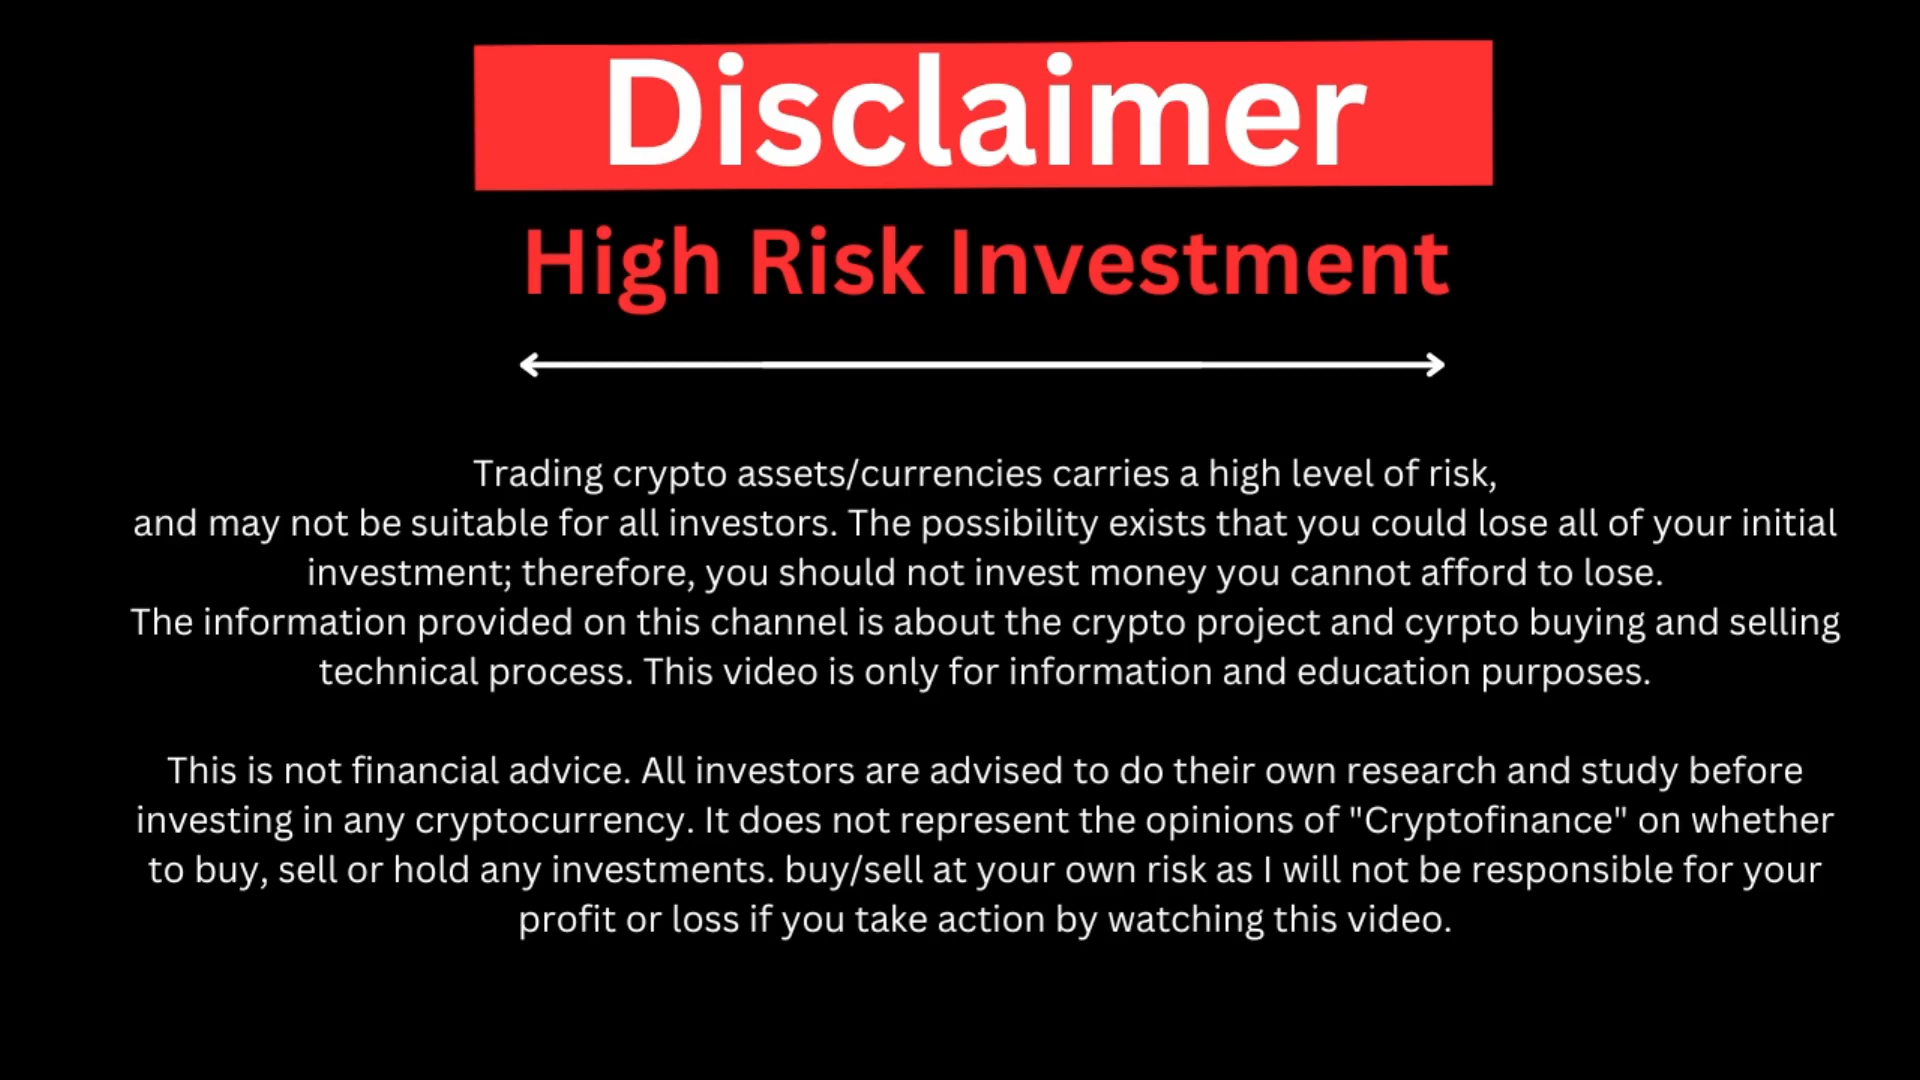 Disclaimer
High Risk Investment
Trading crypto assets/currencies carries a high level of risk,
and may not be suitable for all investors. The possibility exists that you could lose all of your initial
investment; therefore, you should not invest money you cannot afford to lose.
The information provided on this channel is about the crypto project and cyrpto buying and selling
technical process. This video is only for information and education purposes.
This is not financial advice. All investors are advised to do their own research and study before
investing in any cryptocurrency. It does not represent the opinions of "Cryptofinance" on whether
to buy, sell or hold any investments. buy/sell at your own risk as I will not be responsible for your
profit or loss if you take action by watching this video.